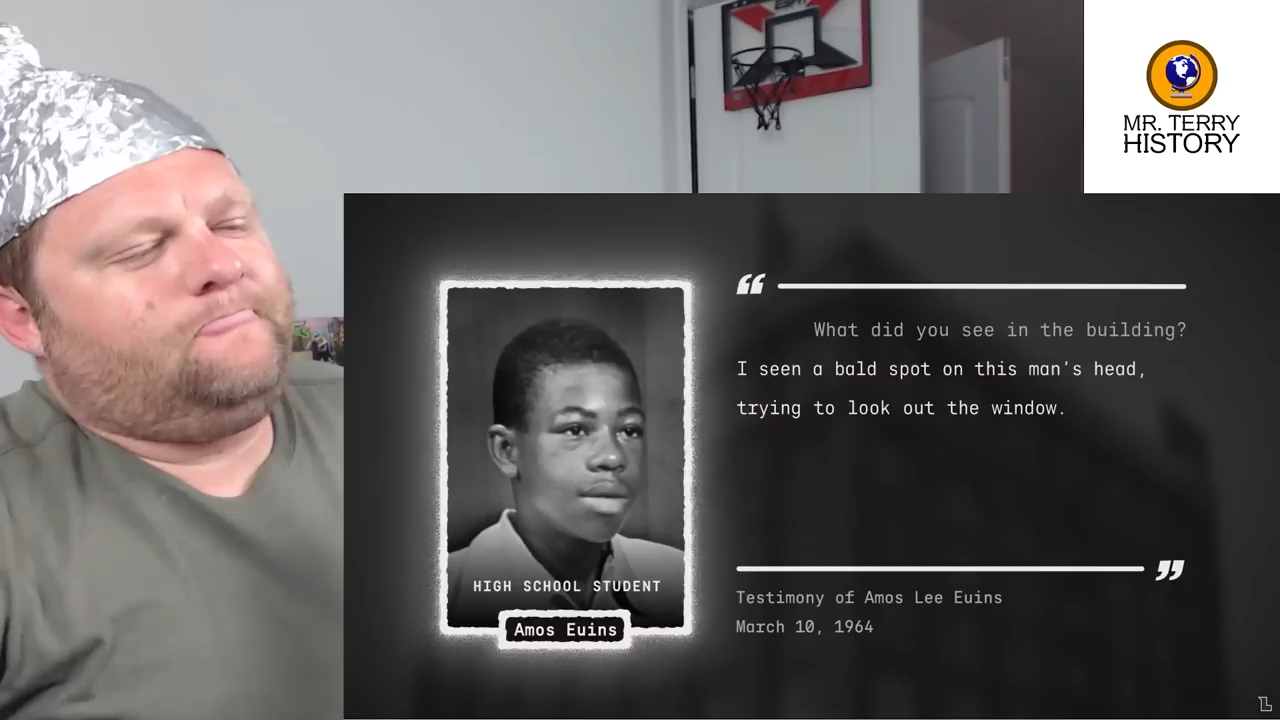 MR. TERRY
HISTORY
“
What did you see in the building?
I seen a bald spot on this man's head,
trying to look out the window.
”
HIGH SCHOOL STUDENT
Amos Euins
Testimony of Amos Lee Euins
March 10, 1964